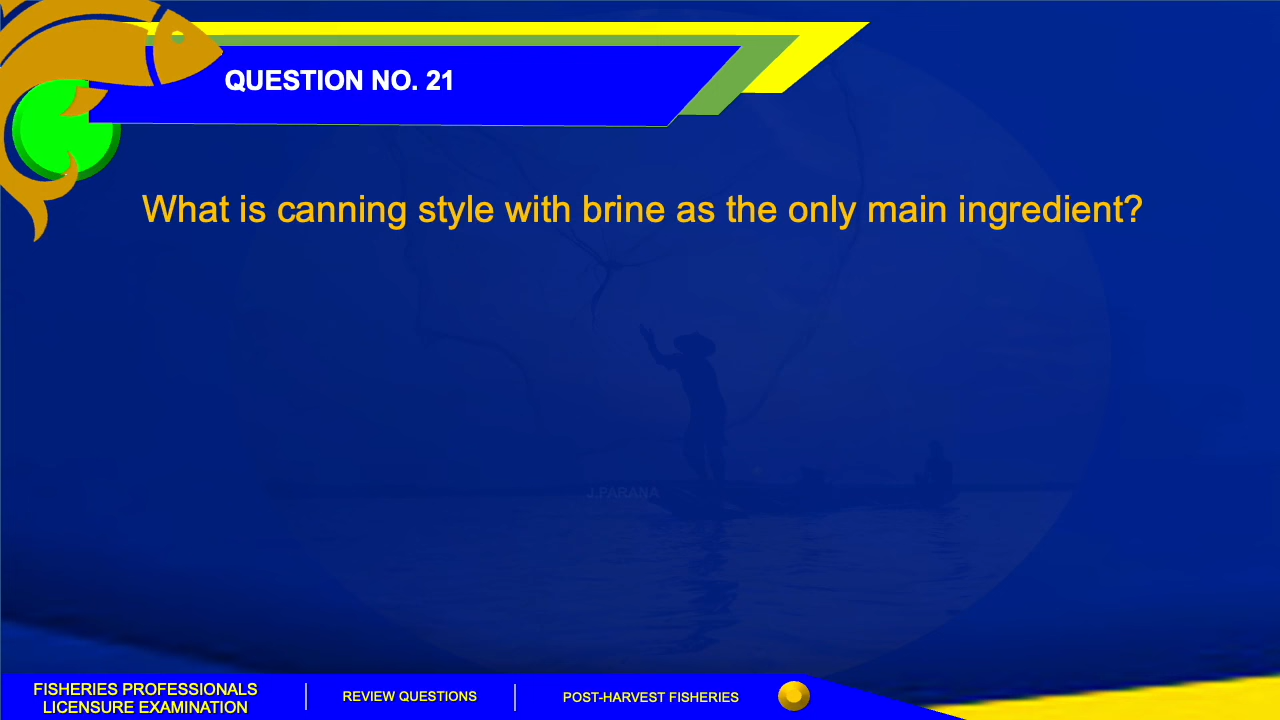 QUESTION NO. 21
What is canning style with brine as the only main ingredient?
J.PARANA
FISHERIES PROFESSIONALS
LICENSURE EXAMINATION
REVIEW QUESTIONS
POST-HARVEST FISHERIES